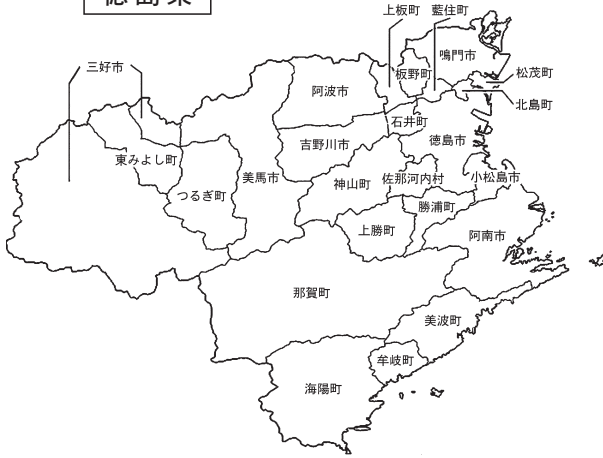 徳島県
上板町
藍住町
鳴門市
三好市
板野町
松茂町
阿波市
北島町
石井町
吉野川市
徳島市
東みよし町
美馬市
神山町
佐那河内村
小松島市
つるぎ町
勝浦町
上勝町
阿南市
那賀町
美波町
牟岐町
海陽町